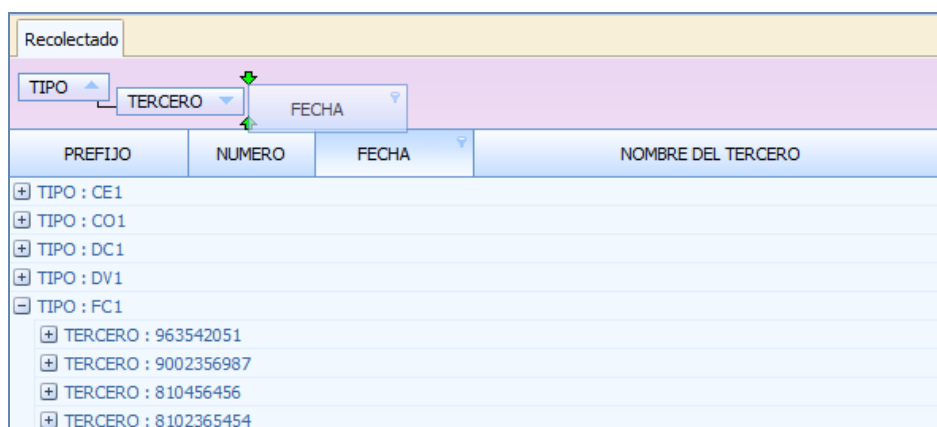 Recolectado
TIPO
TERCERO
FECHA
PREFIJO NUMERO FECHA NOMBRE DEL TERCERO
TIPO : CE1
TIPO : CO1
TIPO : DC1
TIPO : DV1
TIPO : FC1
TERCERO : 963542051
TERCERO : 9002356987
TERCERO : 810456456
TERCERO : 8102365454